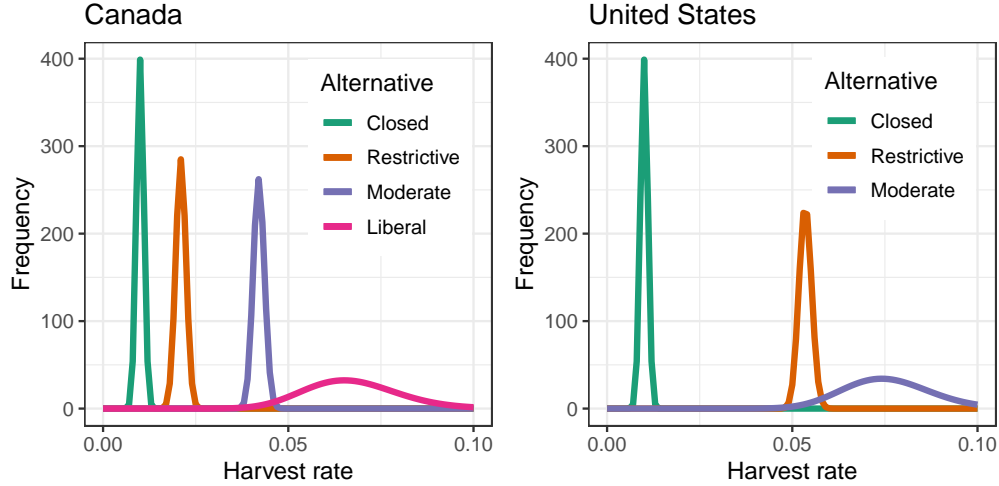 Canada
Frequency
400
300
200
100
0
Alternative
Closed
Restrictive
Moderate
Liberal
0.00
0.05
0.10
Harvest rate
United States
Frequency
400
300
200
100
0
Alternative
Closed
Restrictive
Moderate
0.00
0.05
0.10
Harvest rate